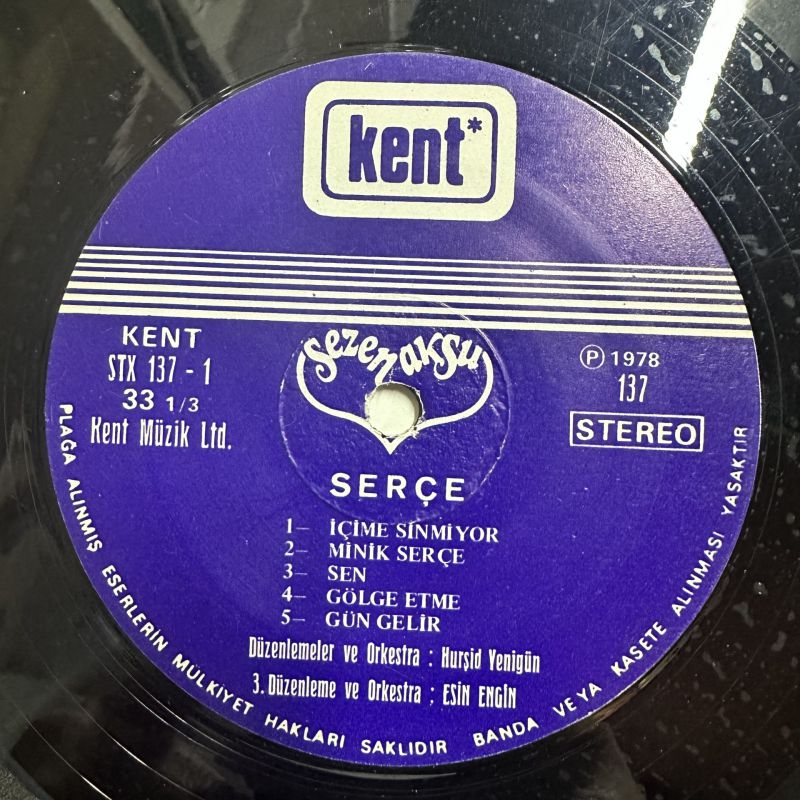 kent*
KENT
STX 137 - 1
33 1/3
Kent Müzik Ltd.
sezen aksu
℗ 1978
137
STEREO
SERÇE
1– İÇİME SİNMİYOR
2– MİNİK SERÇE
3– SEN
4– GÖLGE ETME
5– GÜN GELİR
Düzenlemeler ve Orkestra : Hurşid Yenigün
3. Düzenleme ve Orkestra ; ESİN ENGİN
PLAĞA ALINMIŞ ESERLERİN MÜLKİYET HAKLARI SAKLIDIR BANDA VEYA KASETE ALINMASI YASAKTIR